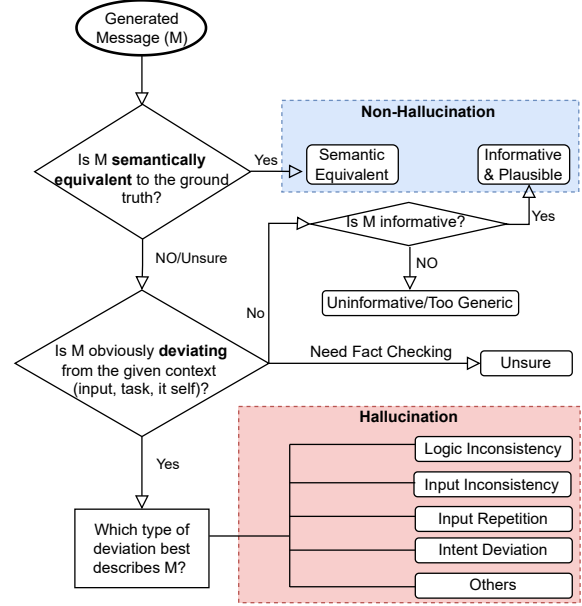 Generated
Message (M)
Non-Hallucination
Is M semantically
equivalent to the ground
truth?
Yes
Semantic
Equivalent
Informative
& Plausible
Is M informative?
Yes
NO/Unsure
NO
Uninformative/Too Generic
No
Is M obviously deviating
from the given context
(input, task, it self)?
Need Fact Checking
Unsure
Hallucination
Yes
Logic Inconsistency
Input Inconsistency
Which type of
deviation best
describes M?
Input Repetition
Intent Deviation
Others